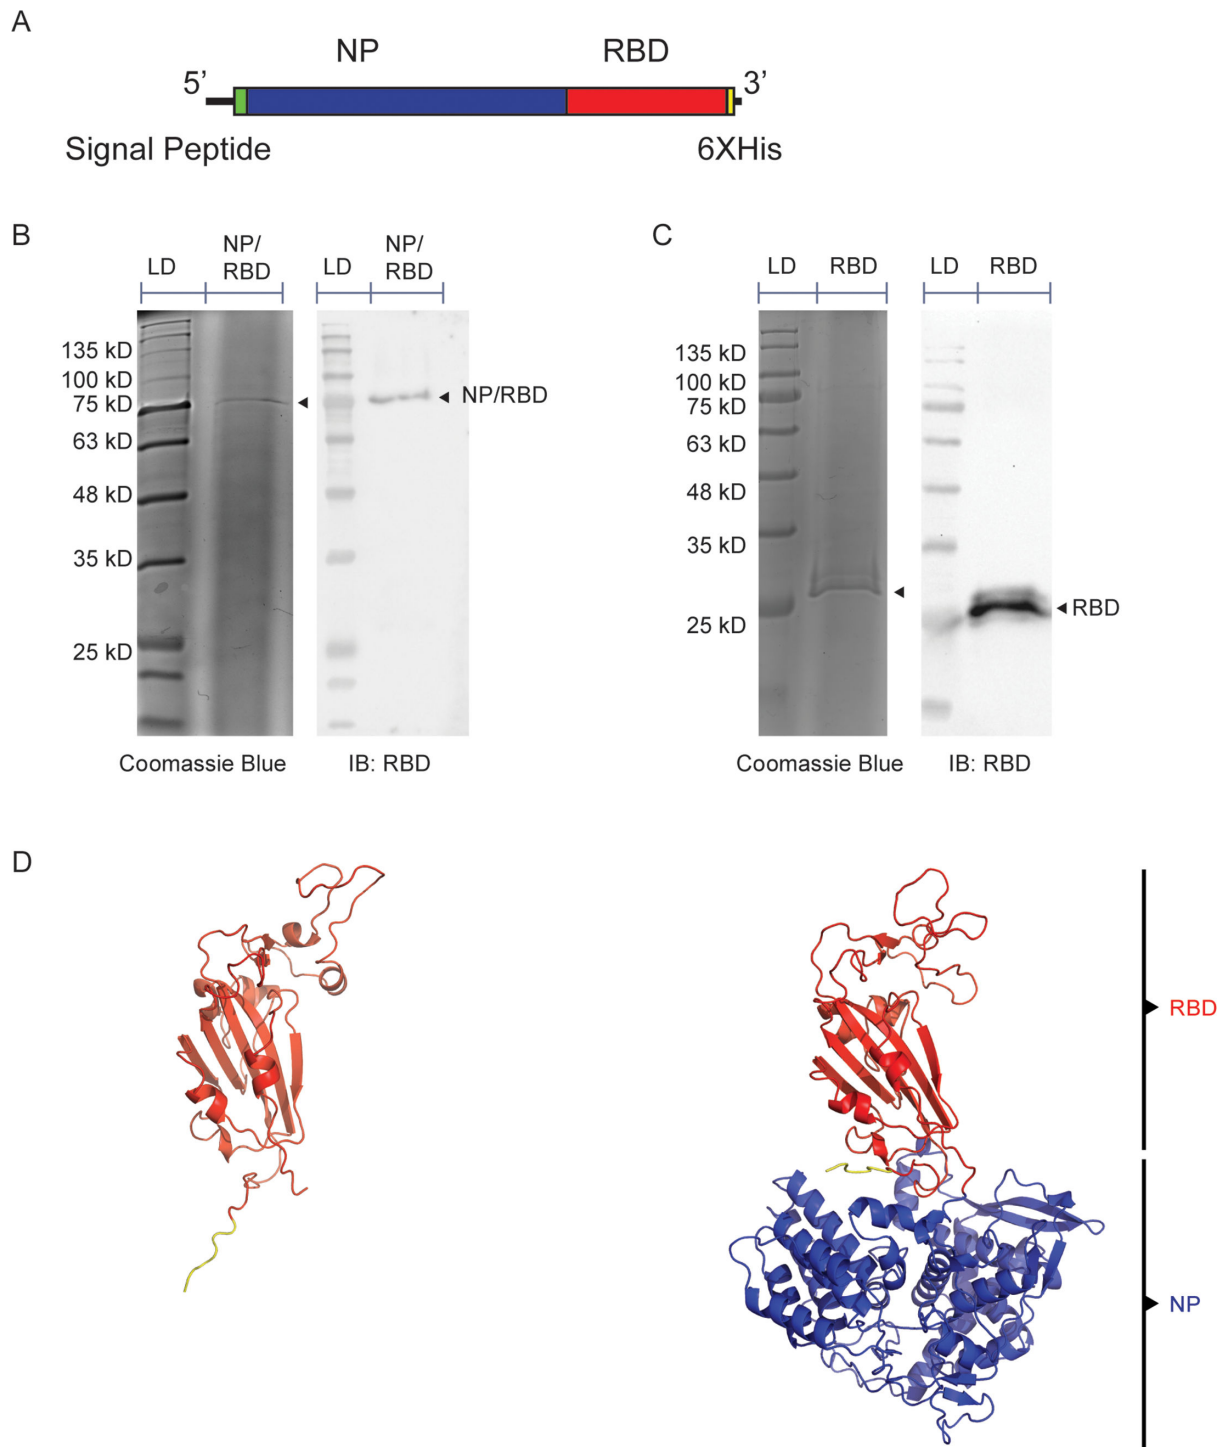 A
NP RBD
5’ 3’
Signal Peptide 6XHis
B
NP/
RBD
LD
NP/
RBD
LD
135 kD
100 kD
75 kD
63 kD
48 kD
35 kD
25 kD
NP/RBD
Coomassie Blue IB: RBD
C
LD RBD LD RBD
135 kD
100 kD
75 kD
63 kD
48 kD
35 kD
25 kD
RBD
Coomassie Blue IB: RBD
D
RBD
NP